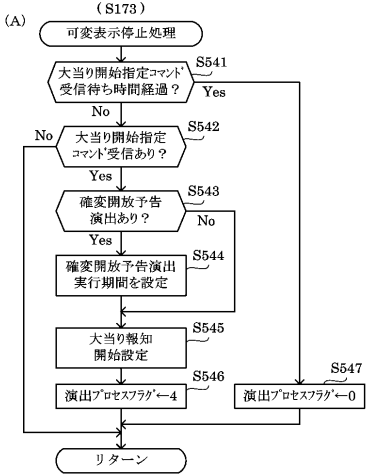 (S173)
(A)
可変表示停止処理
S541
大当り開始指定ｺﾏﾝﾄﾞ
受信待ち時間経過？
Yes
No
S542
No
大当り開始指定
ｺﾏﾝﾄﾞ受信あり？
Yes
S543
確変開放予告
演出あり？
No
Yes
S544
確変開放予告演出
実行期間を設定
S545
大当り報知
開始設定
S546
演出ﾌﾟﾛｾｽﾌﾗｸﾞ←4
S547
演出ﾌﾟﾛｾｽﾌﾗｸﾞ←0
リターン